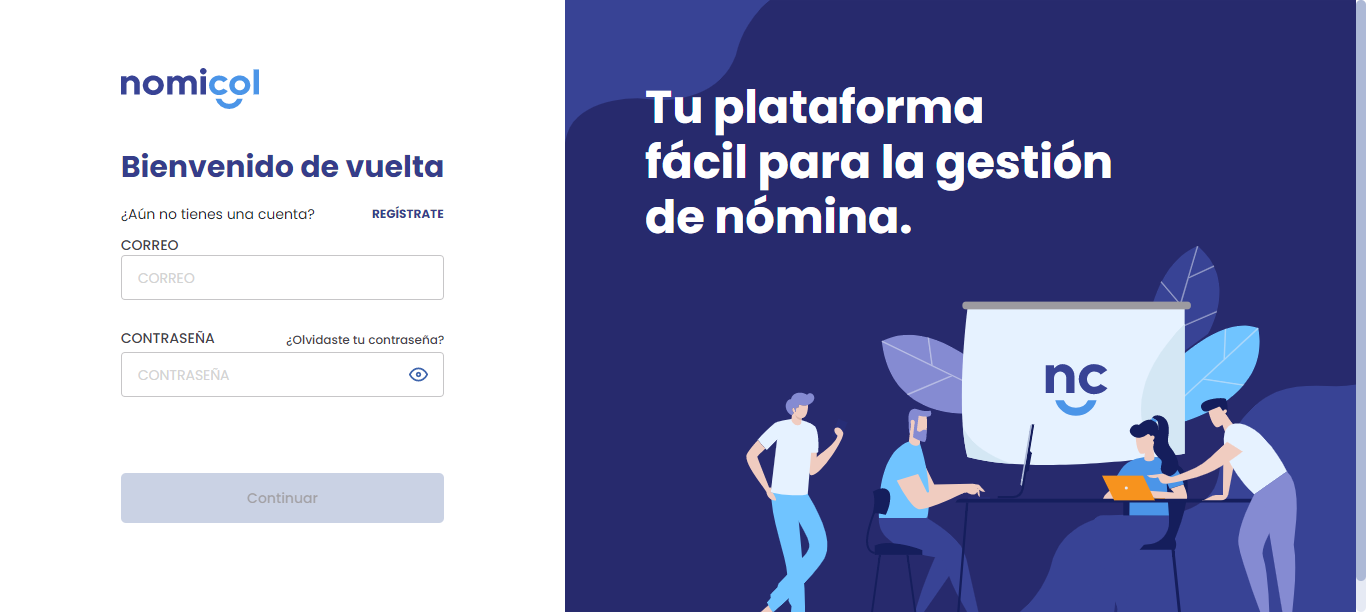 nomicol
Bienvenido de vuelta
¿Aún no tienes una cuenta? REGÍSTRATE
CORREO
CORREO
CONTRASEÑA ¿Olvidaste tu contraseña?
CONTRASEÑA
Continuar
Tu plataforma
fácil para la gestión
de nómina.
nc